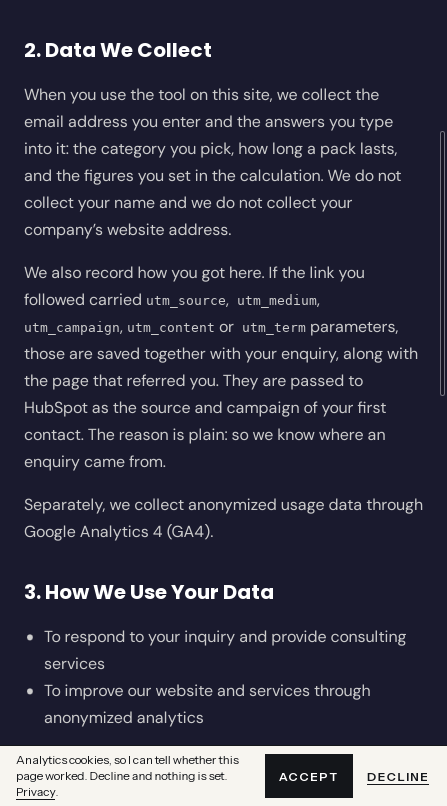 2. Data We Collect
When you use the tool on this site, we collect the
email address you enter and the answers you type
into it: the category you pick, how long a pack lasts,
and the figures you set in the calculation. We do not
collect your name and we do not collect your
company’s website address.
We also record how you got here. If the link you
followed carried utm_source, utm_medium,
utm_campaign, utm_content or utm_term parameters,
those are saved together with your enquiry, along with
the page that referred you. They are passed to
HubSpot as the source and campaign of your first
contact. The reason is plain: so we know where an
enquiry came from.
Separately, we collect anonymized usage data through
Google Analytics 4 (GA4).
3. How We Use Your Data
• To respond to your inquiry and provide consulting
services
• To improve our website and services through
anonymized analytics
Analytics cookies, so I can tell whether this
page worked. Decline and nothing is set.
Privacy.
ACCEPT
DECLINE